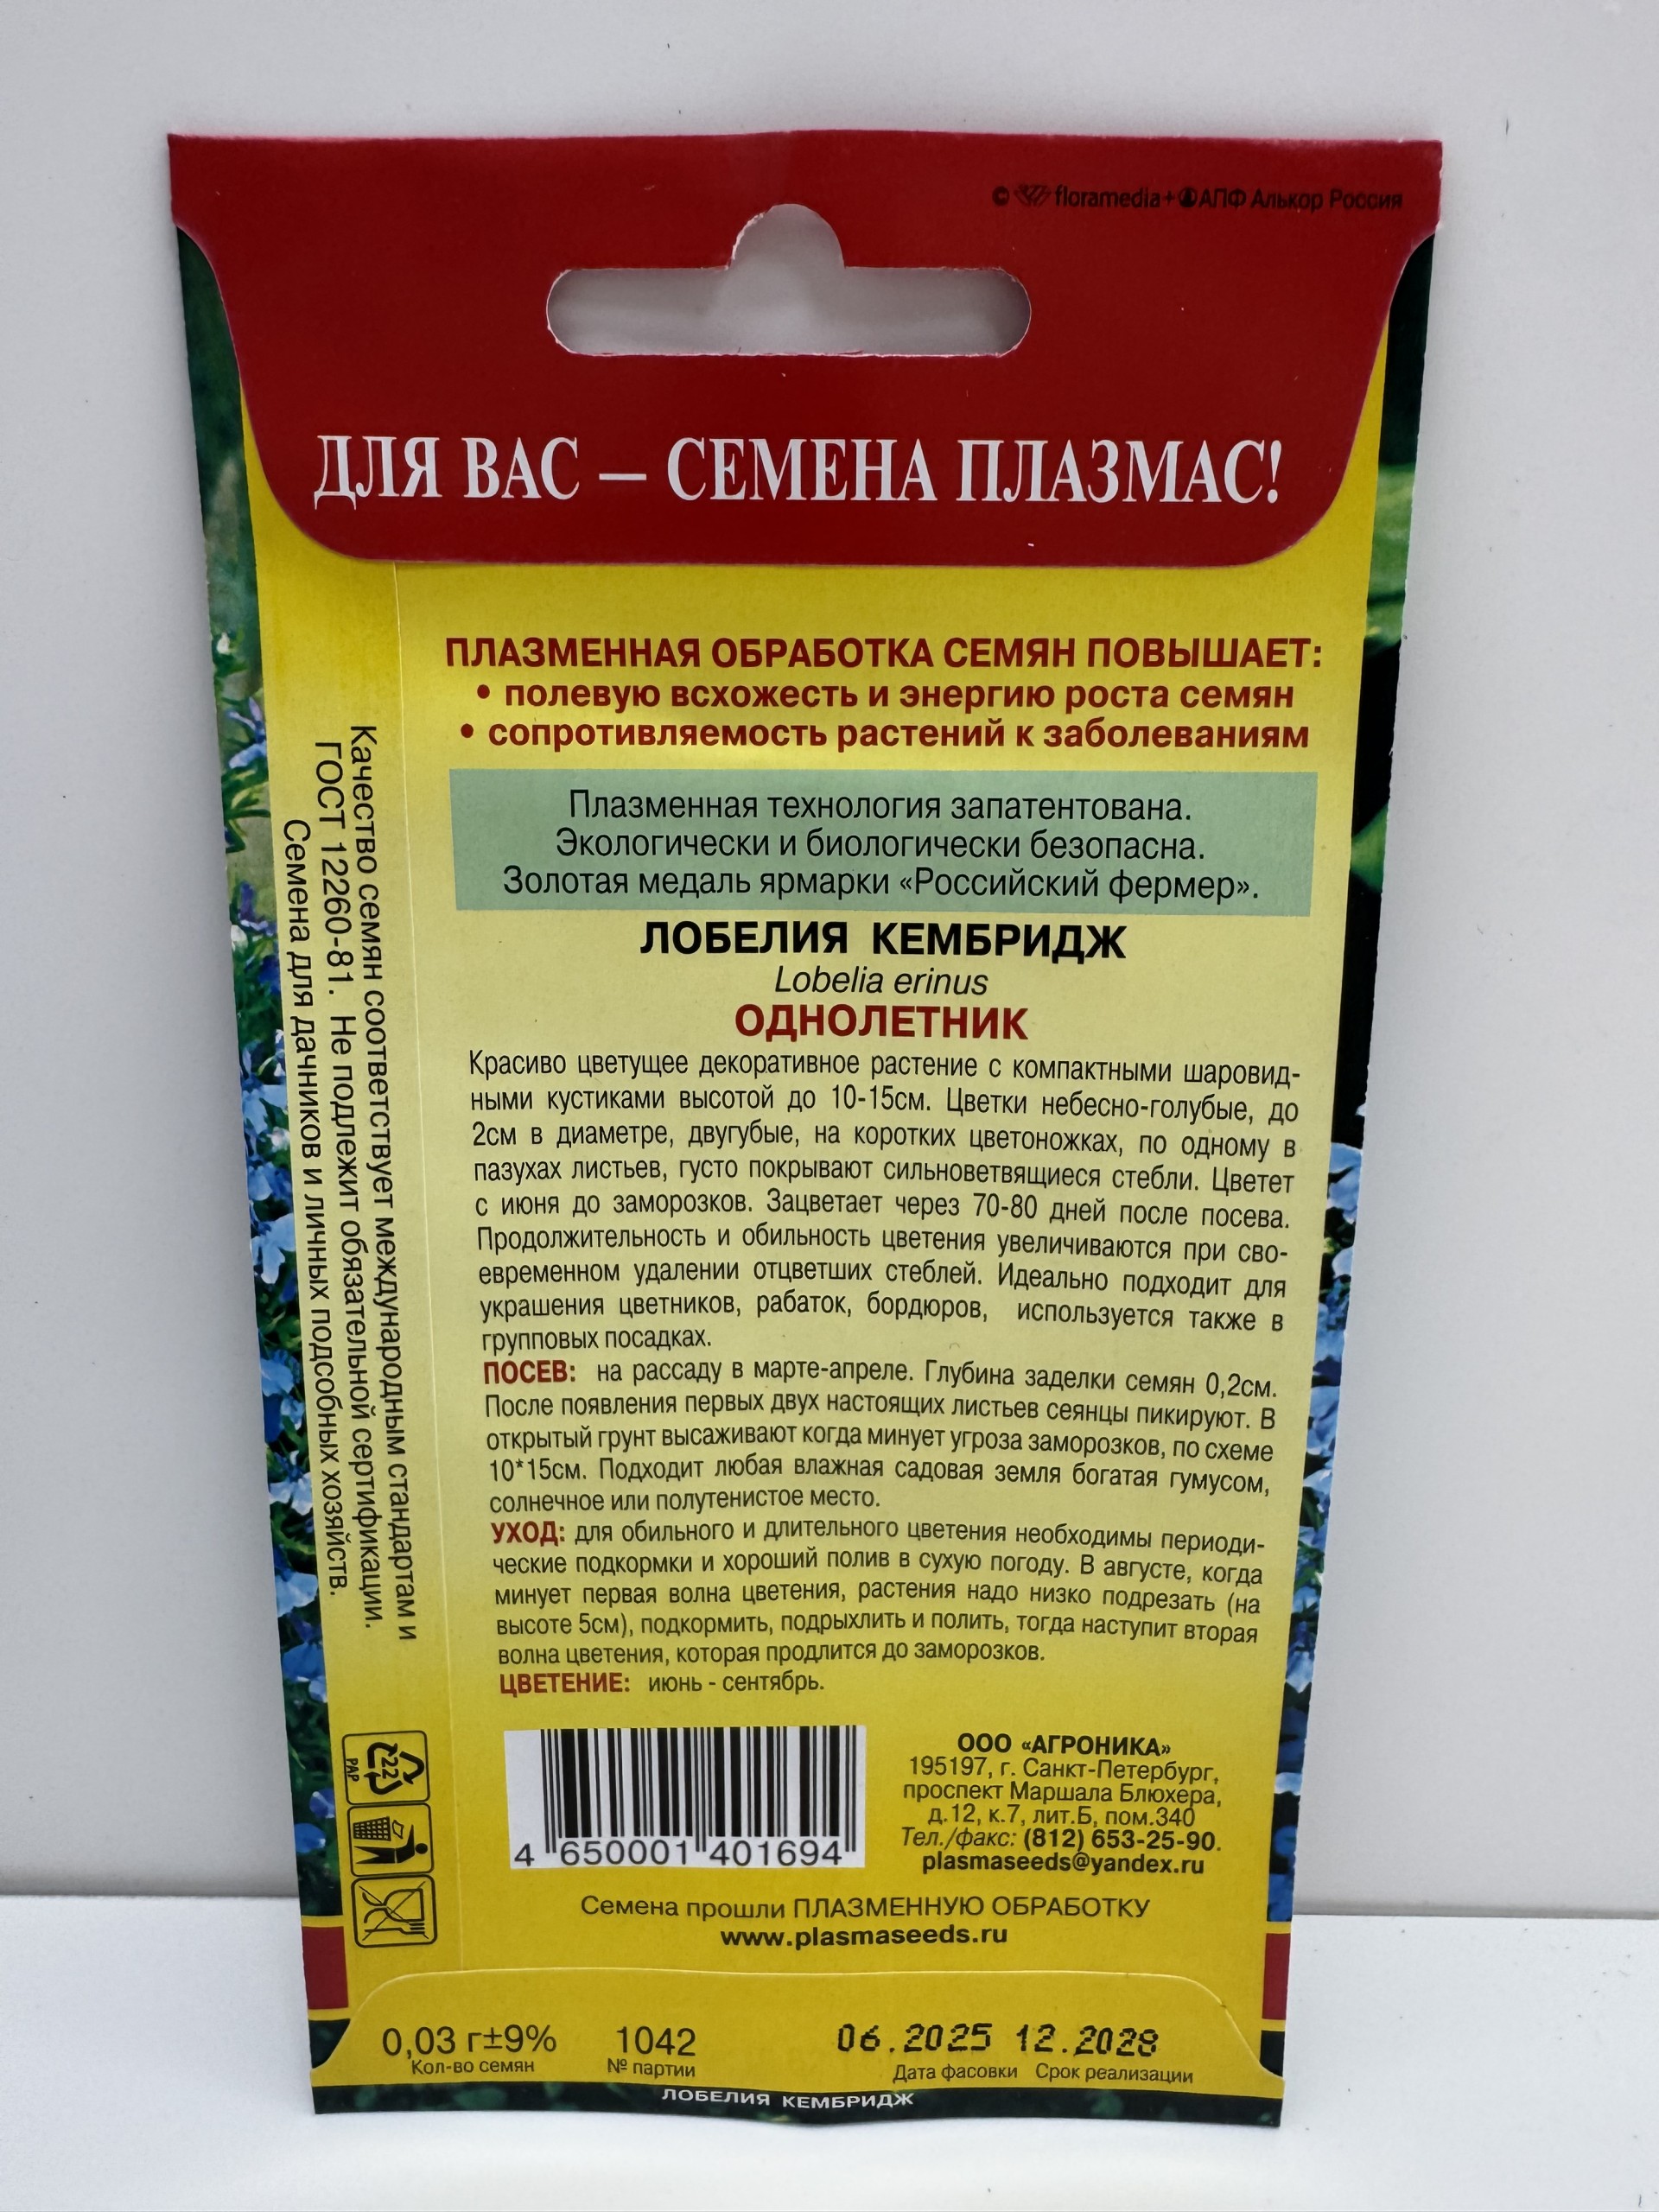 © floramedia+ АПФ Алькор Россия
ДЛЯ ВАС – СЕМЕНА ПЛАЗМАС!
ПЛАЗМЕННАЯ ОБРАБОТКА СЕМЯН ПОВЫШАЕТ:
• полевую всхожесть и энергию роста семян
• сопротивляемость растений к заболеваниям
Плазменная технология запатентована.
Экологически и биологически безопасна.
Золотая медаль ярмарки «Российский фермер».
ЛОБЕЛИЯ КЕМБРИДЖ
Lobelia erinus
ОДНОЛЕТНИК
Красиво цветущее декоративное растение с компактными шаровид-
ными кустиками высотой до 10-15см. Цветки небесно-голубые, до
2см в диаметре, двугубые, на коротких цветоножках, по одному в
пазухах листьев, густо покрывают сильноветвящиеся стебли. Цветет
с июня до заморозков. Зацветает через 70-80 дней после посева.
Продолжительность и обильность цветения увеличиваются при сво-
евременном удалении отцветших стеблей. Идеально подходит для
украшения цветников, рабаток, бордюров, используется также в
групповых посадках.
ПОСЕВ: на рассаду в марте-апреле. Глубина заделки семян 0,2см.
После появления первых двух настоящих листьев сеянцы пикируют. В
открытый грунт высаживают когда минует угроза заморозков, по схеме
10*15см. Подходит любая влажная садовая земля богатая гумусом,
солнечное или полутенистое место.
УХОД: для обильного и длительного цветения необходимы периоди-
ческие подкормки и хороший полив в сухую погоду. В августе, когда
минует первая волна цветения, растения надо низко подрезать (на
высоте 5см), подкормить, подрыхлить и полить, тогда наступит вторая
волна цветения, которая продлится до заморозков.
ЦВЕТЕНИЕ: июнь - сентябрь.
Качество семян соответствует международным стандартам и
ГОСТ 12260-81. Не подлежит обязательной сертификации.
Семена для дачников и личных подсобных хозяйств.
22
PAP
4 650001 401694
ООО «АГРОНИКА»
195197, г. Санкт-Петербург,
проспект Маршала Блюхера,
д.12, к.7, лит.Б, пом.340
Тел./факс: (812) 653-25-90.
plasmaseeds@yandex.ru
Семена прошли ПЛАЗМЕННУЮ ОБРАБОТКУ
www.plasmaseeds.ru
0,03 г±9% 1042 06.2025 12.2028
Кол-во семян № партии Дата фасовки Срок реализации
ЛОБЕЛИЯ КЕМБРИДЖ